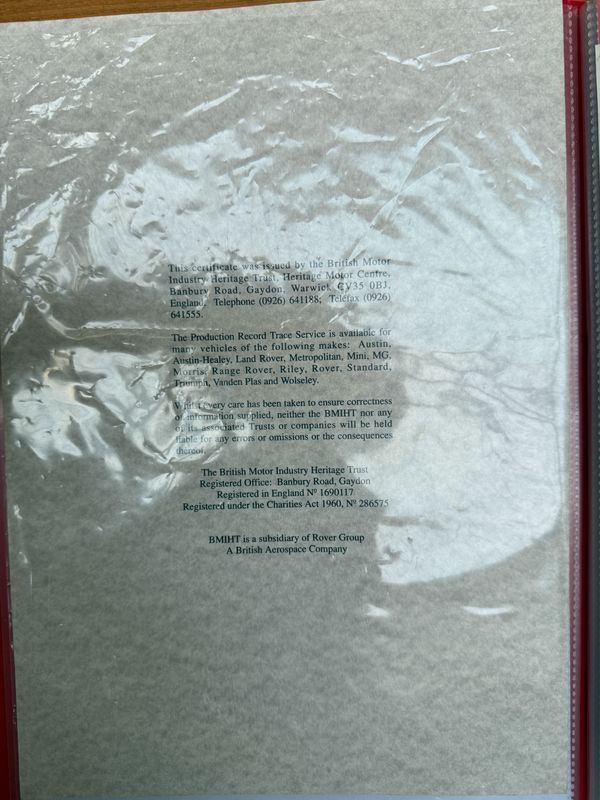 This certificate was issued by the British Motor
Industry Heritage Trust, Heritage Motor Centre,
Banbury Road, Gaydon, Warwick CV35 0BJ,
England, Telephone (0926) 641188; Telefax (0926)
641555.
The Production Record Trace Service is available for
many vehicles of the following makes: Austin,
Austin-Healey, Land Rover, Metropolitan, Mini, MG,
Morris, Range Rover, Riley, Rover, Standard,
Triumph, Vanden Plas and Wolseley.
Whilst every care has been taken to ensure correctness
of information supplied, neither the BMIHT nor any
of its associated Trusts or companies will be held
liable for any errors or omissions or the consequences
thereof.
The British Motor Industry Heritage Trust
Registered Office: Banbury Road, Gaydon
Registered in England Nº 1690117
Registered under the Charities Act 1960, Nº 286575
BMIHT is a subsidiary of Rover Group
A British Aerospace Company